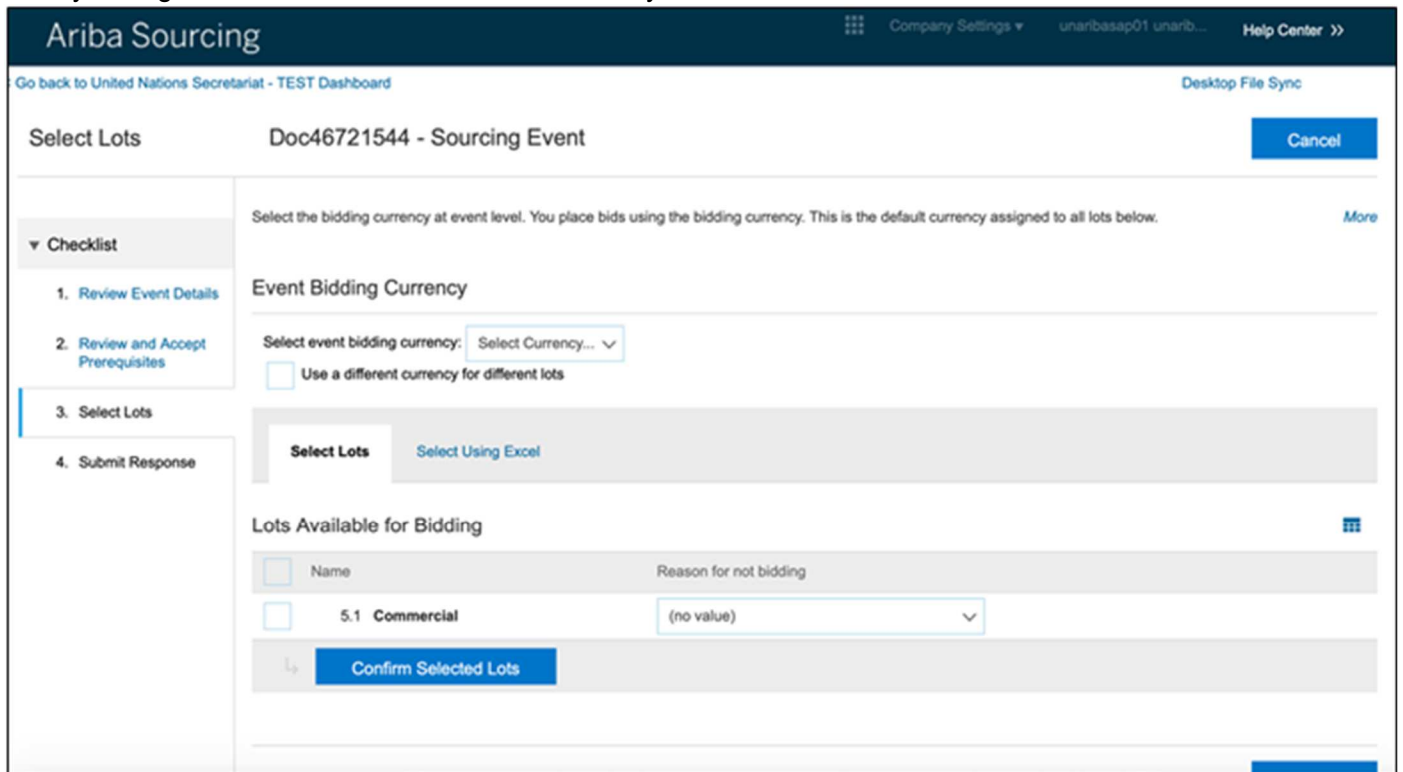 Ariba Sourcing
Company Settings ▾
unaribasap01 unarib...
Help Center >>
Go back to United Nations Secretariat - TEST Dashboard
Desktop File Sync
Select Lots
Doc46721544 - Sourcing Event
Cancel
Select the bidding currency at event level. You place bids using the bidding currency. This is the default currency assigned to all lots below.
More
▾ Checklist
1. Review Event Details
2. Review and Accept
Prerequisites
3. Select Lots
4. Submit Response
Event Bidding Currency
Select event bidding currency: Select Currency...
Use a different currency for different lots
Select Lots
Select Using Excel
Lots Available for Bidding
Name
Reason for not bidding
5.1 Commercial
(no value)
Confirm Selected Lots